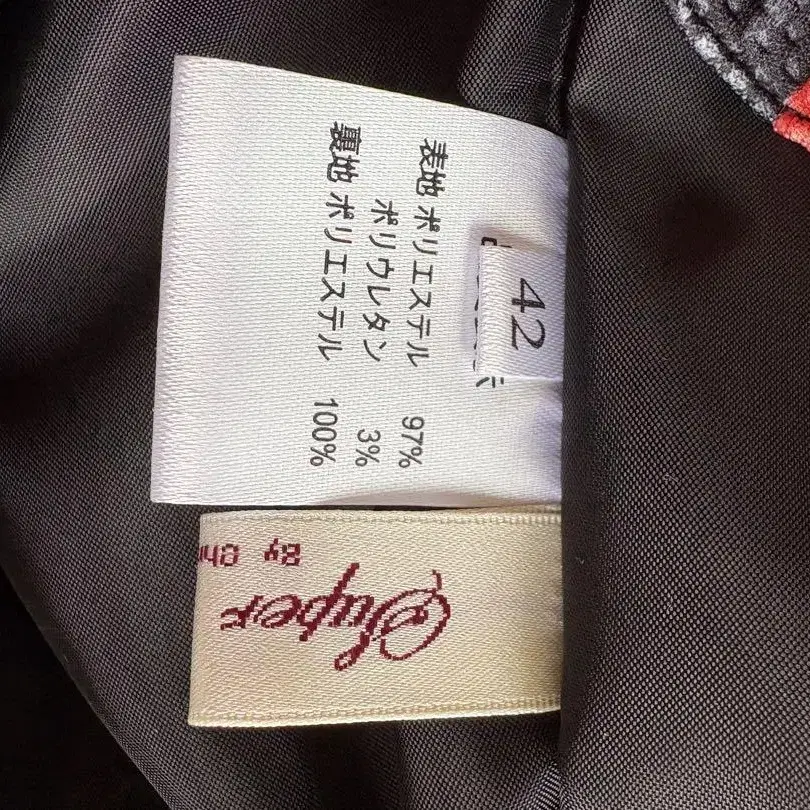 42
表地 ポリエステル 97%
ポリウレタン 3%
裏地 ポリエステル 100%
Super
By